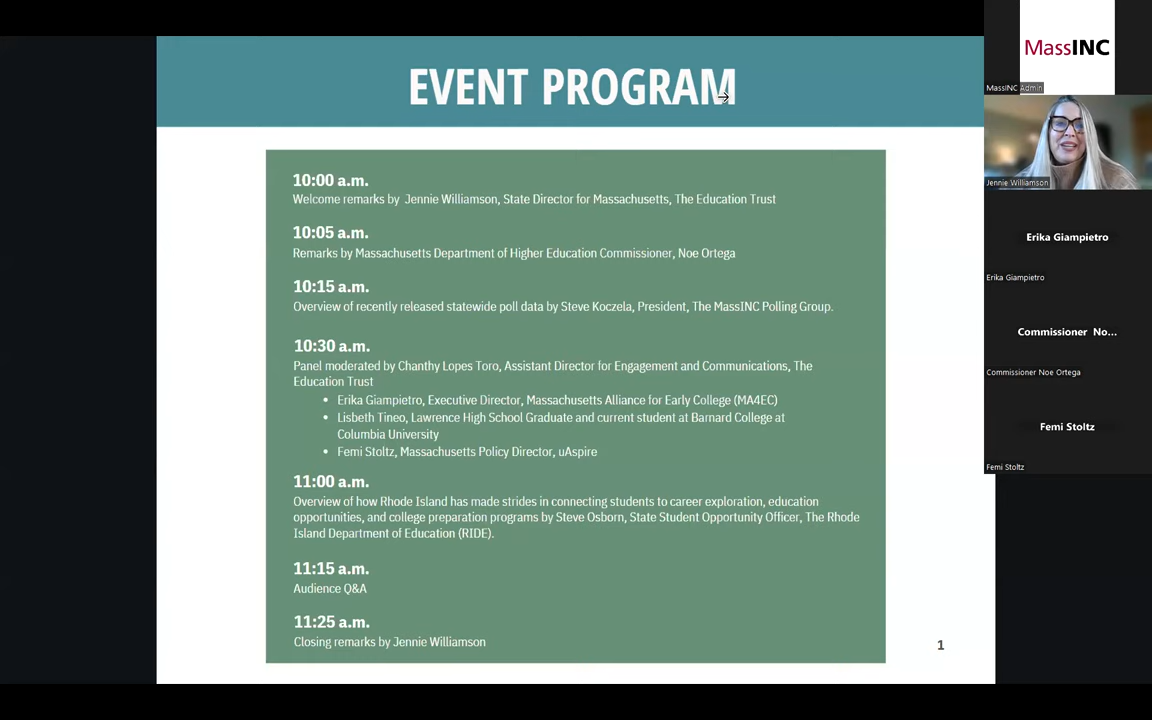 EVENT PROGRAM
10:00 a.m.
Welcome remarks by Jennie Williamson, State Director for Massachusetts, The Education Trust
10:05 a.m.
Remarks by Massachusetts Department of Higher Education Commissioner, Noe Ortega
10:15 a.m.
Overview of recently released statewide poll data by Steve Koczela, President, The MassINC Polling Group.
10:30 a.m.
Panel moderated by Chanthy Lopes Toro, Assistant Director for Engagement and Communications, The
Education Trust
• Erika Giampietro, Executive Director, Massachusetts Alliance for Early College (MA4EC)
• Lisbeth Tineo, Lawrence High School Graduate and current student at Barnard College at
Columbia University
• Femi Stoltz, Massachusetts Policy Director, uAspire
11:00 a.m.
Overview of how Rhode Island has made strides in connecting students to career exploration, education
opportunities, and college preparation programs by Steve Osborn, State Student Opportunity Officer, The Rhode
Island Department of Education (RIDE).
11:15 a.m.
Audience Q&A
11:25 a.m.
Closing remarks by Jennie Williamson
1
MassINC
MassINC Admin
Jennie Williamson
Erika Giampietro
Erika Giampietro
Commissioner No...
Commissioner Noe Ortega
Femi Stoltz
Femi Stoltz